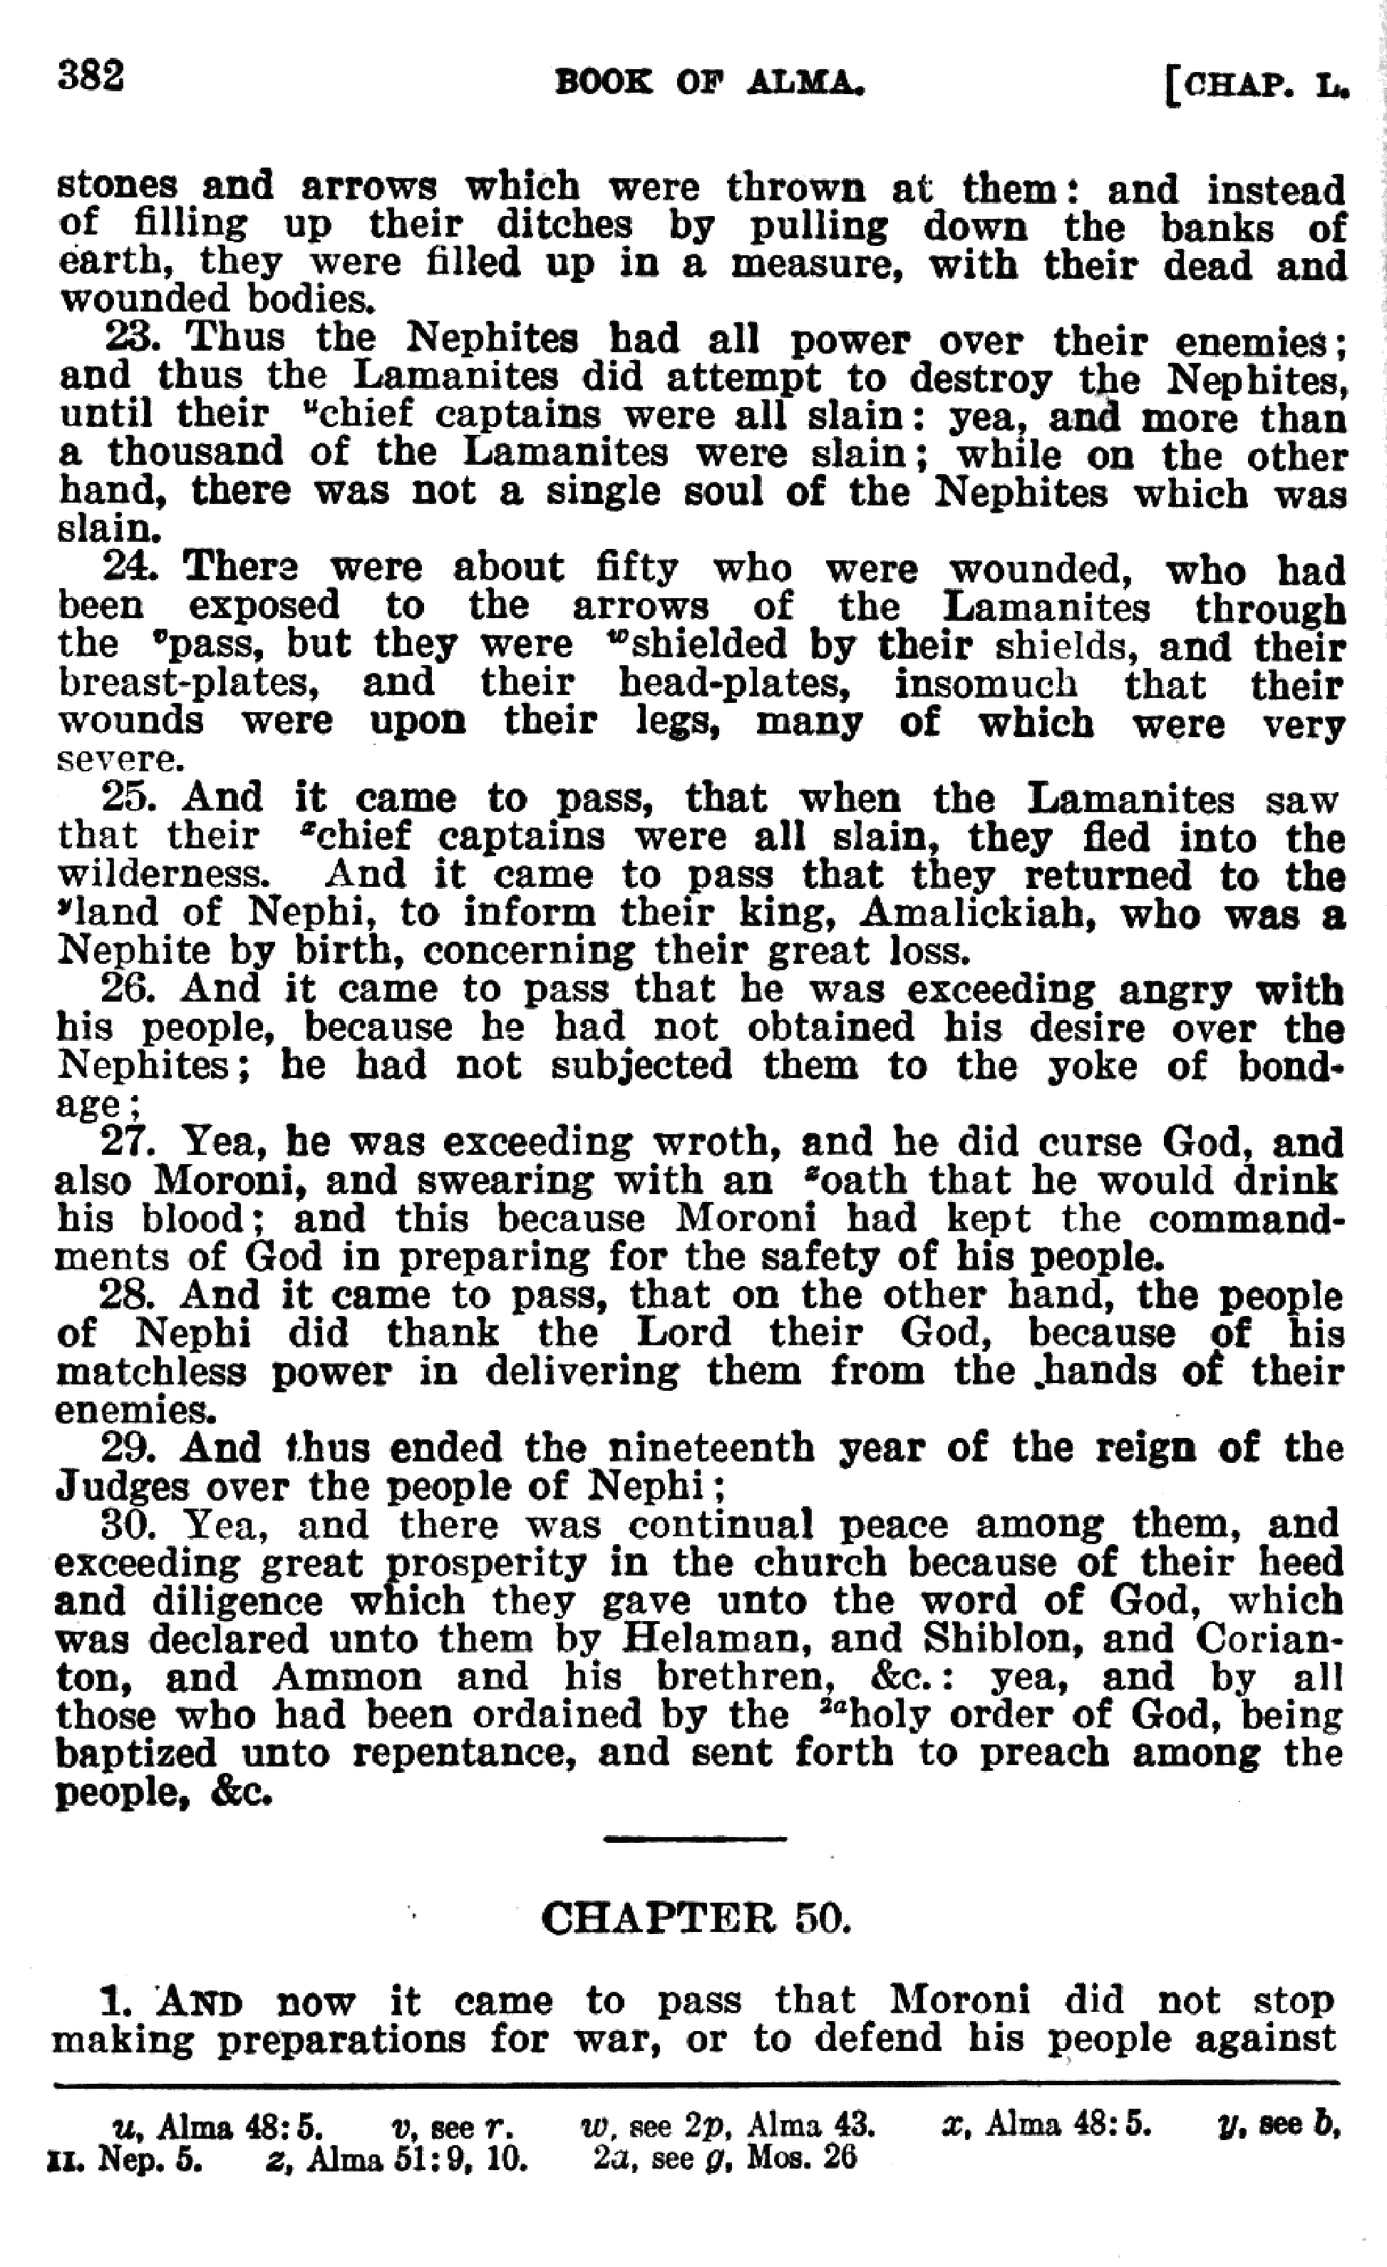 382 BOOK OF ALMA. [CHAP. L.
stones and arrows which were thrown at them: and instead
of filling up their ditches by pulling down the banks of
earth, they were filled up in a measure, with their dead and
wounded bodies.
23. Thus the Nephites had all power over their enemies;
and thus the Lamanites did attempt to destroy the Nephites,
until their ᵘchief captains were all slain: yea, and more than
a thousand of the Lamanites were slain; while on the other
hand, there was not a single soul of the Nephites which was
slain.
24. There were about fifty who were wounded, who had
been exposed to the arrows of the Lamanites through
the ᵛpass, but they were ʷshielded by their shields, and their
breast-plates, and their head-plates, insomuch that their
wounds were upon their legs, many of which were very
severe.
25. And it came to pass, that when the Lamanites saw
that their ˣchief captains were all slain, they fled into the
wilderness. And it came to pass that they returned to the
ʸland of Nephi, to inform their king, Amalickiah, who was a
Nephite by birth, concerning their great loss.
26. And it came to pass that he was exceeding angry with
his people, because he had not obtained his desire over the
Nephites; he had not subjected them to the yoke of bond-
age;
27. Yea, he was exceeding wroth, and he did curse God, and
also Moroni, and swearing with an ᶻoath that he would drink
his blood; and this because Moroni had kept the command-
ments of God in preparing for the safety of his people.
28. And it came to pass, that on the other hand, the people
of Nephi did thank the Lord their God, because of his
matchless power in delivering them from the hands of their
enemies.
29. And thus ended the nineteenth year of the reign of the
Judges over the people of Nephi;
30. Yea, and there was continual peace among them, and
exceeding great prosperity in the church because of their heed
and diligence which they gave unto the word of God, which
was declared unto them by Helaman, and Shiblon, and Corian-
ton, and Ammon and his brethren, &c.: yea, and by all
those who had been ordained by the ²ᵃholy order of God, being
baptized unto repentance, and sent forth to preach among the
people, &c.
CHAPTER 50.
1. AND now it came to pass that Moroni did not stop
making preparations for war, or to defend his people against
u, Alma 48:5. v, see r. w, see 2p, Alma 43. x, Alma 48:5. y, see b,
II. Nep. 5. z, Alma 51:9, 10. 2a, see g, Mos. 26